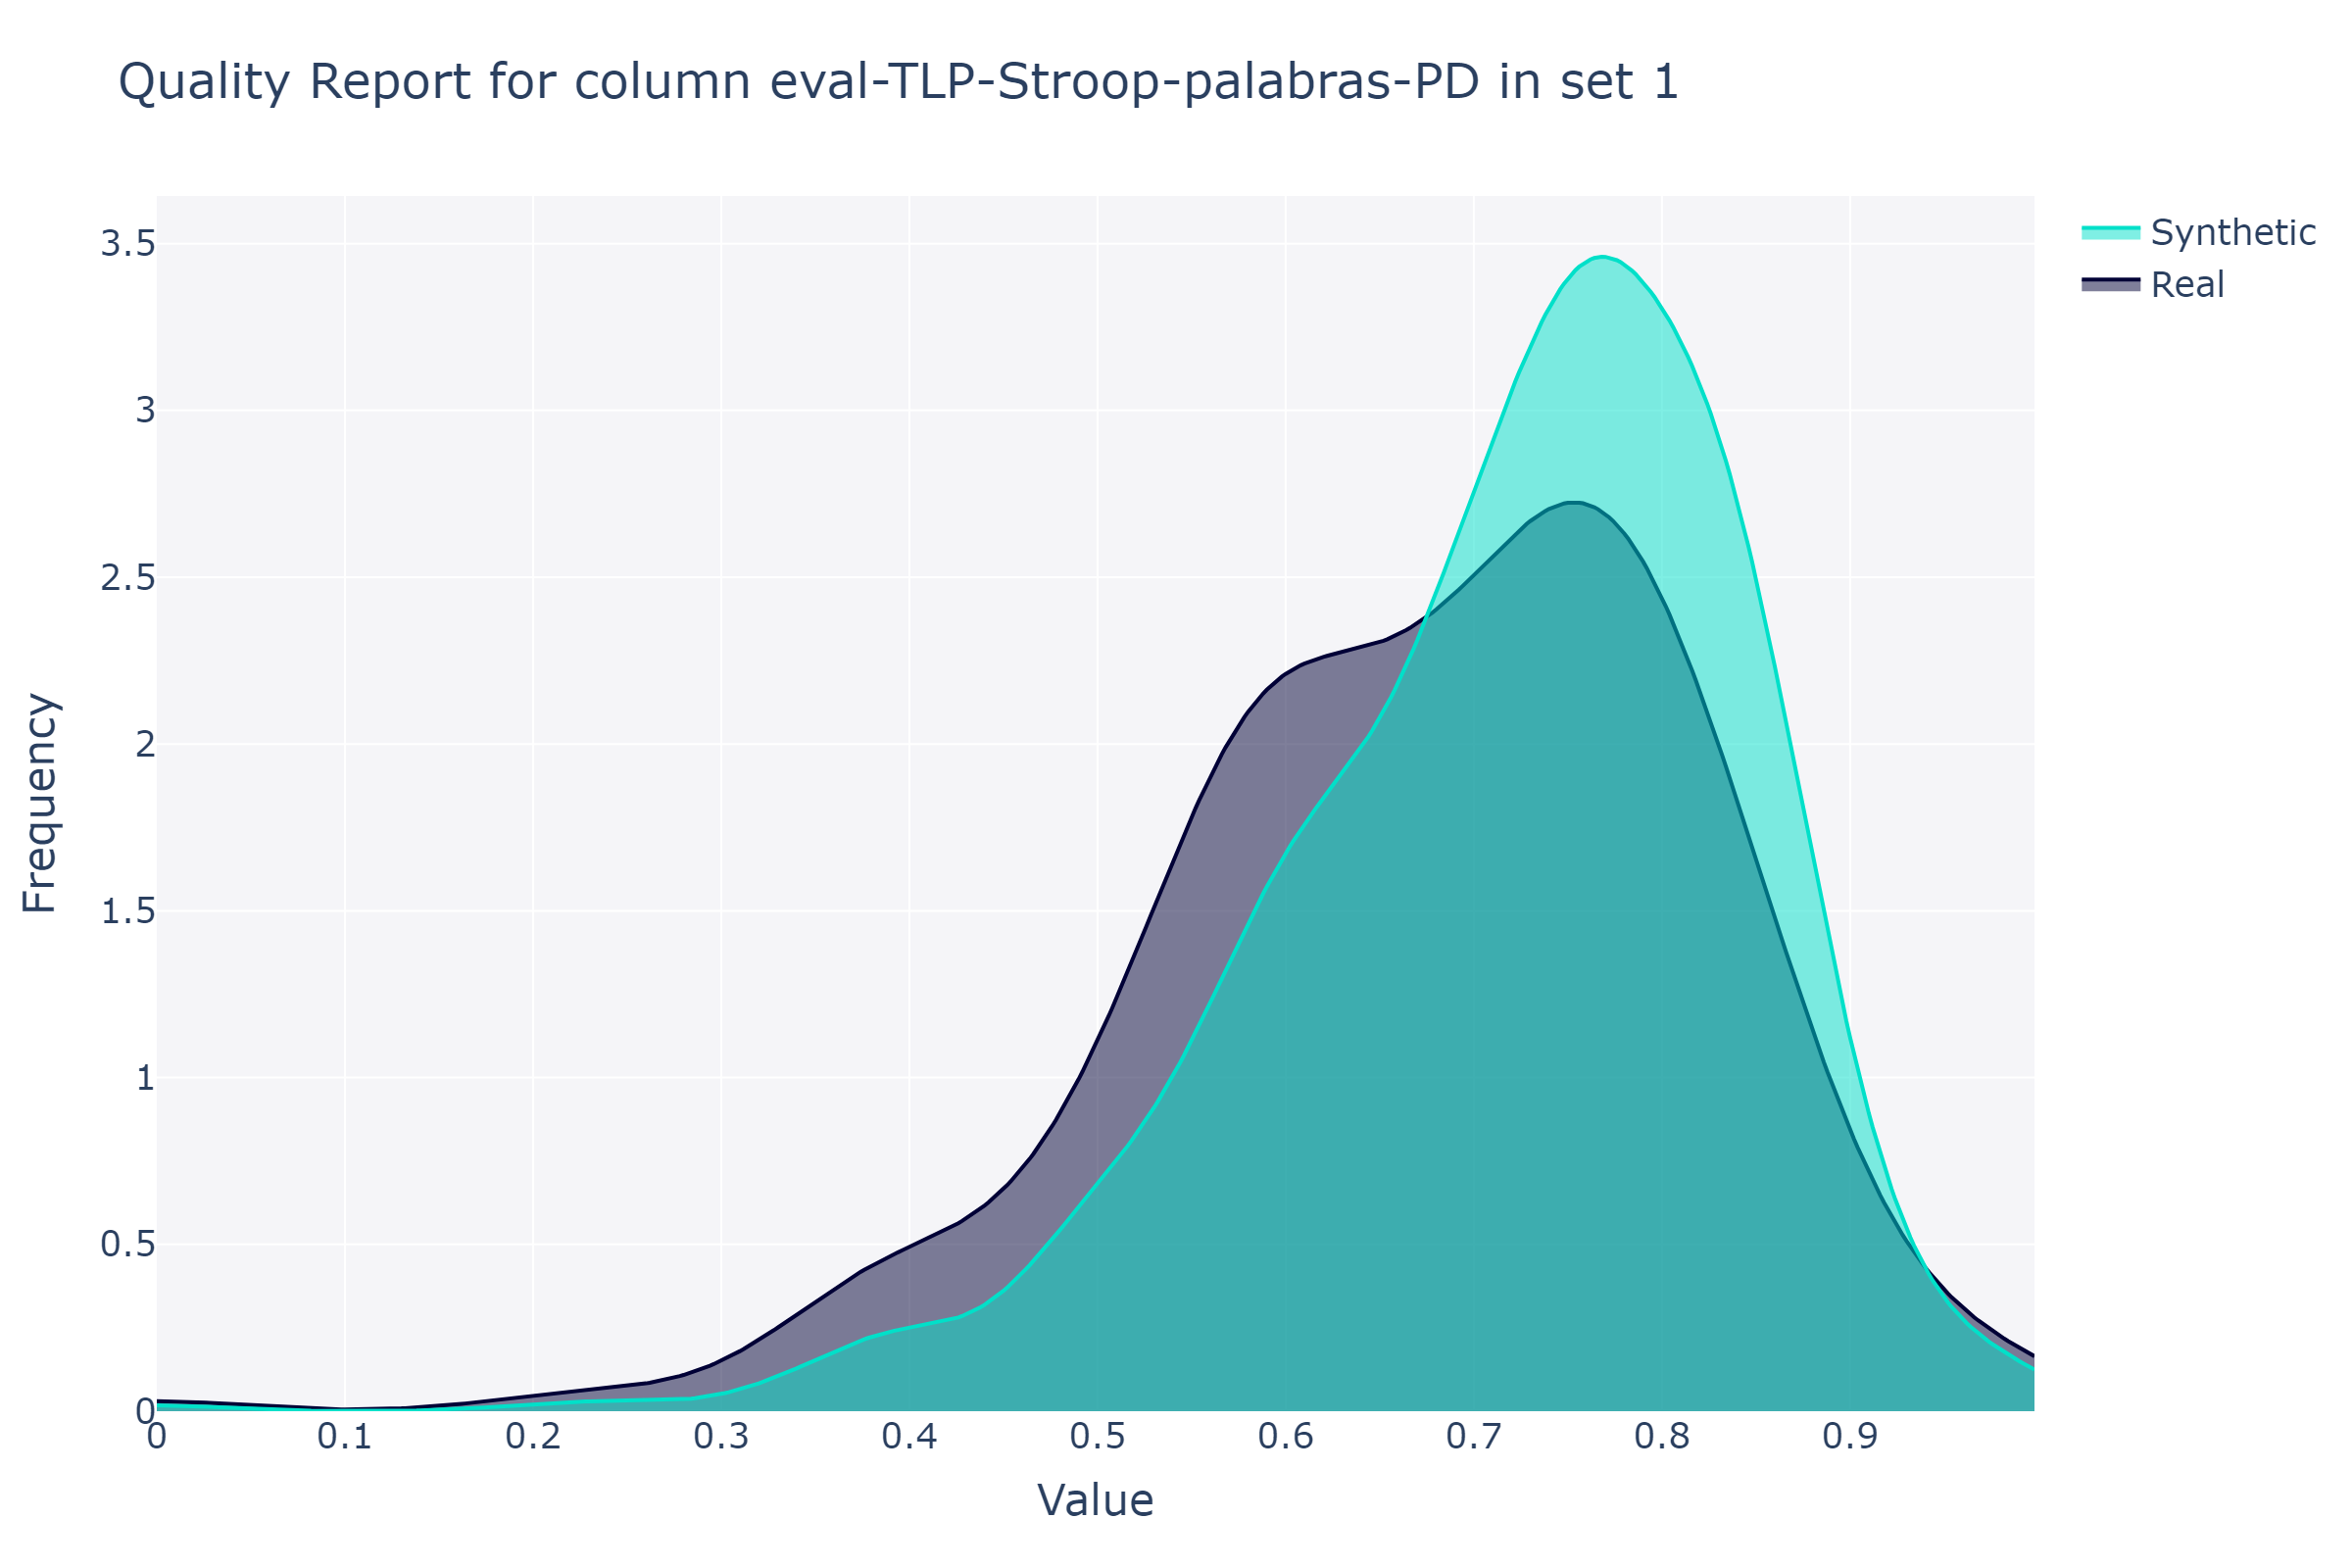 Quality Report for column eval-TLP-Stroop-palabras-PD in set 1
Synthetic
Real
Frequency
3.5
3
2.5
2
1.5
1
0.5
0
0 0.1 0.2 0.3 0.4 0.5 0.6 0.7 0.8 0.9
Value